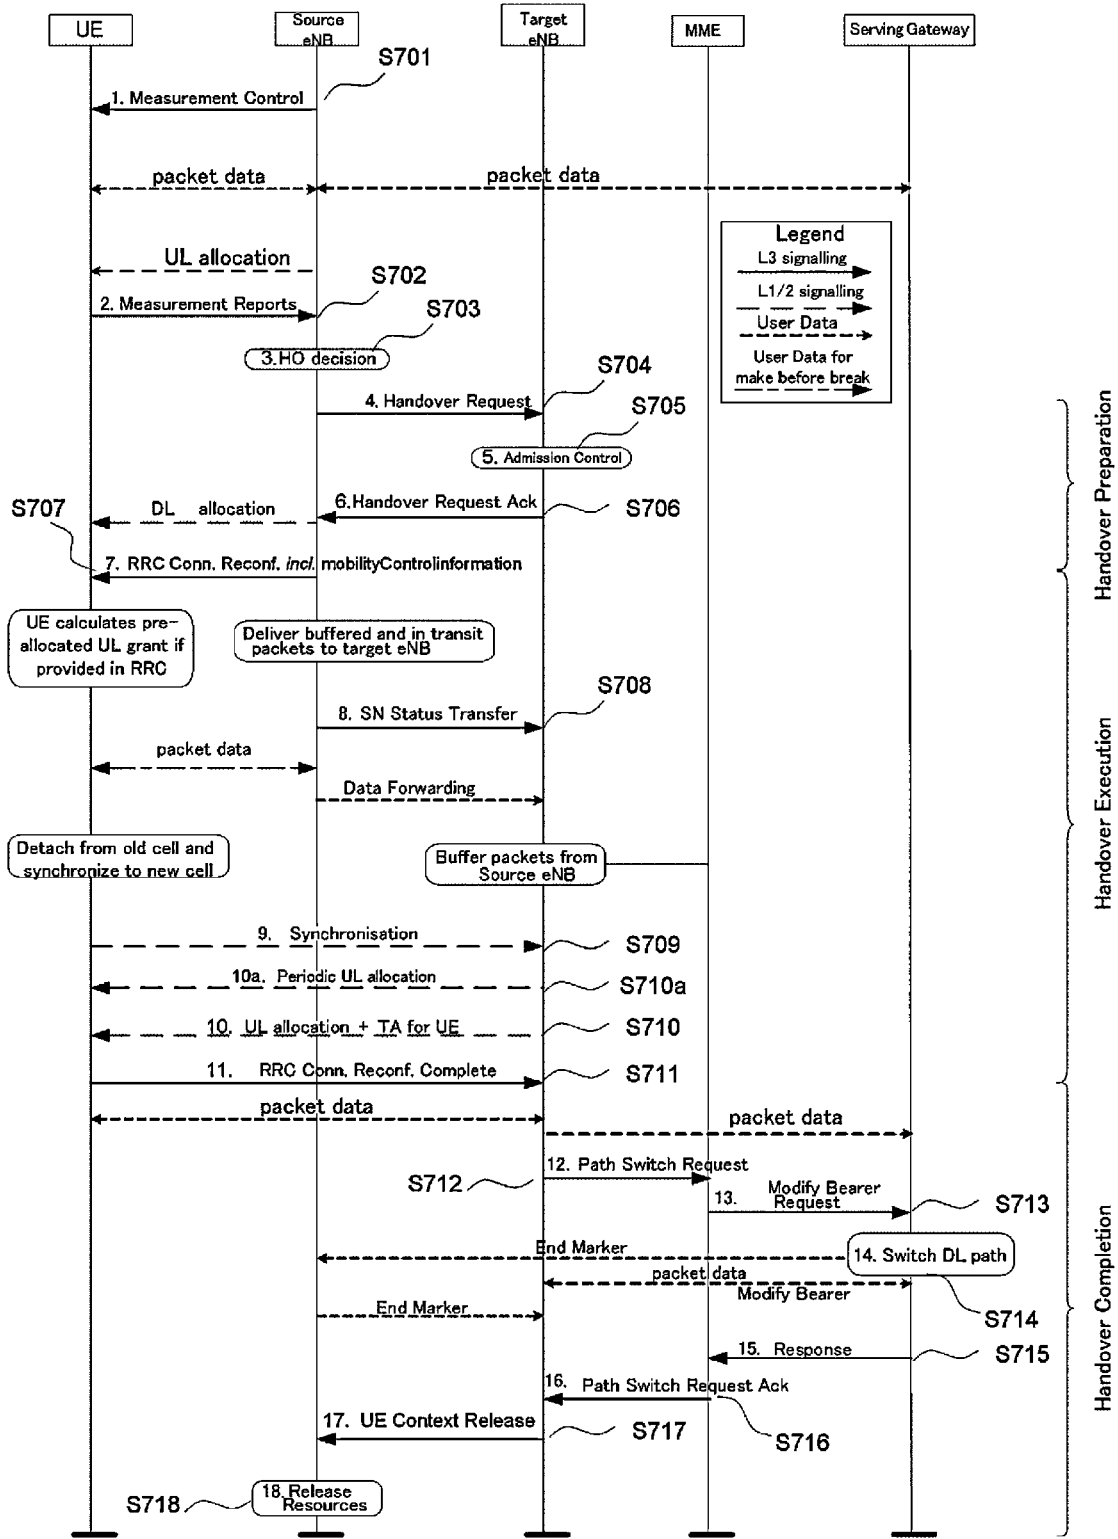 UE
Source
eNB
Target
eNB
MME
Serving Gateway
S701
1. Measurement Control
packet data
packet data
Legend
L3 signalling
L1/2 signalling
User Data
User Data for
make before break
UL allocation
S702
2. Measurement Reports
S703
3.HO decision
S704
4. Handover Request
S705
5. Admission Control
S707
DL allocation
6.Handover Request Ack
S706
7. RRC Conn. Reconf. incl. mobilityControlinformation
Handover Preparation
UE calculates pre-
allocated UL grant if
provided in RRC
Deliver buffered and in transit
packets to target eNB
S708
8. SN Status Transfer
packet data
Data Forwarding
Detach from old cell and
synchronize to new cell
Buffer packets from
Source eNB
Handover Execution
9. Synchronisation
S709
10a. Periodic UL allocation
S710a
10. UL allocation + TA for UE
S710
11. RRC Conn. Reconf. Complete
S711
packet data
packet data
S712
12. Path Switch Request
13. Modify Bearer
Request
S713
End Marker
14. Switch DL path
packet data
Modify Bearer
End Marker
S714
15. Response
S715
16. Path Switch Request Ack
17. UE Context Release
S717
S716
Handover Completion
S718
18.Release
Resources